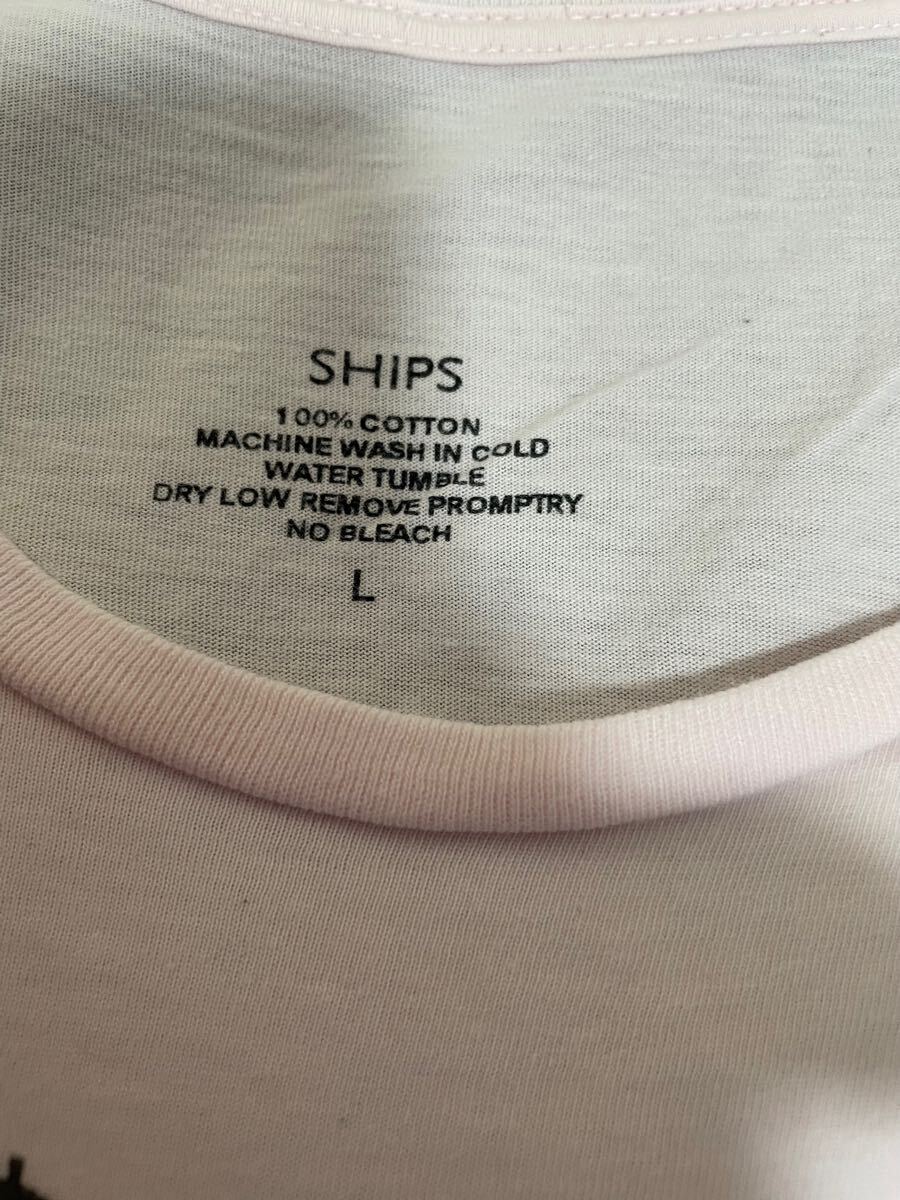 SHIPS
100% COTTON
MACHINE WASH IN COLD
WATER TUMBLE
DRY LOW REMOVE PROMPTRY
NO BLEACH
L